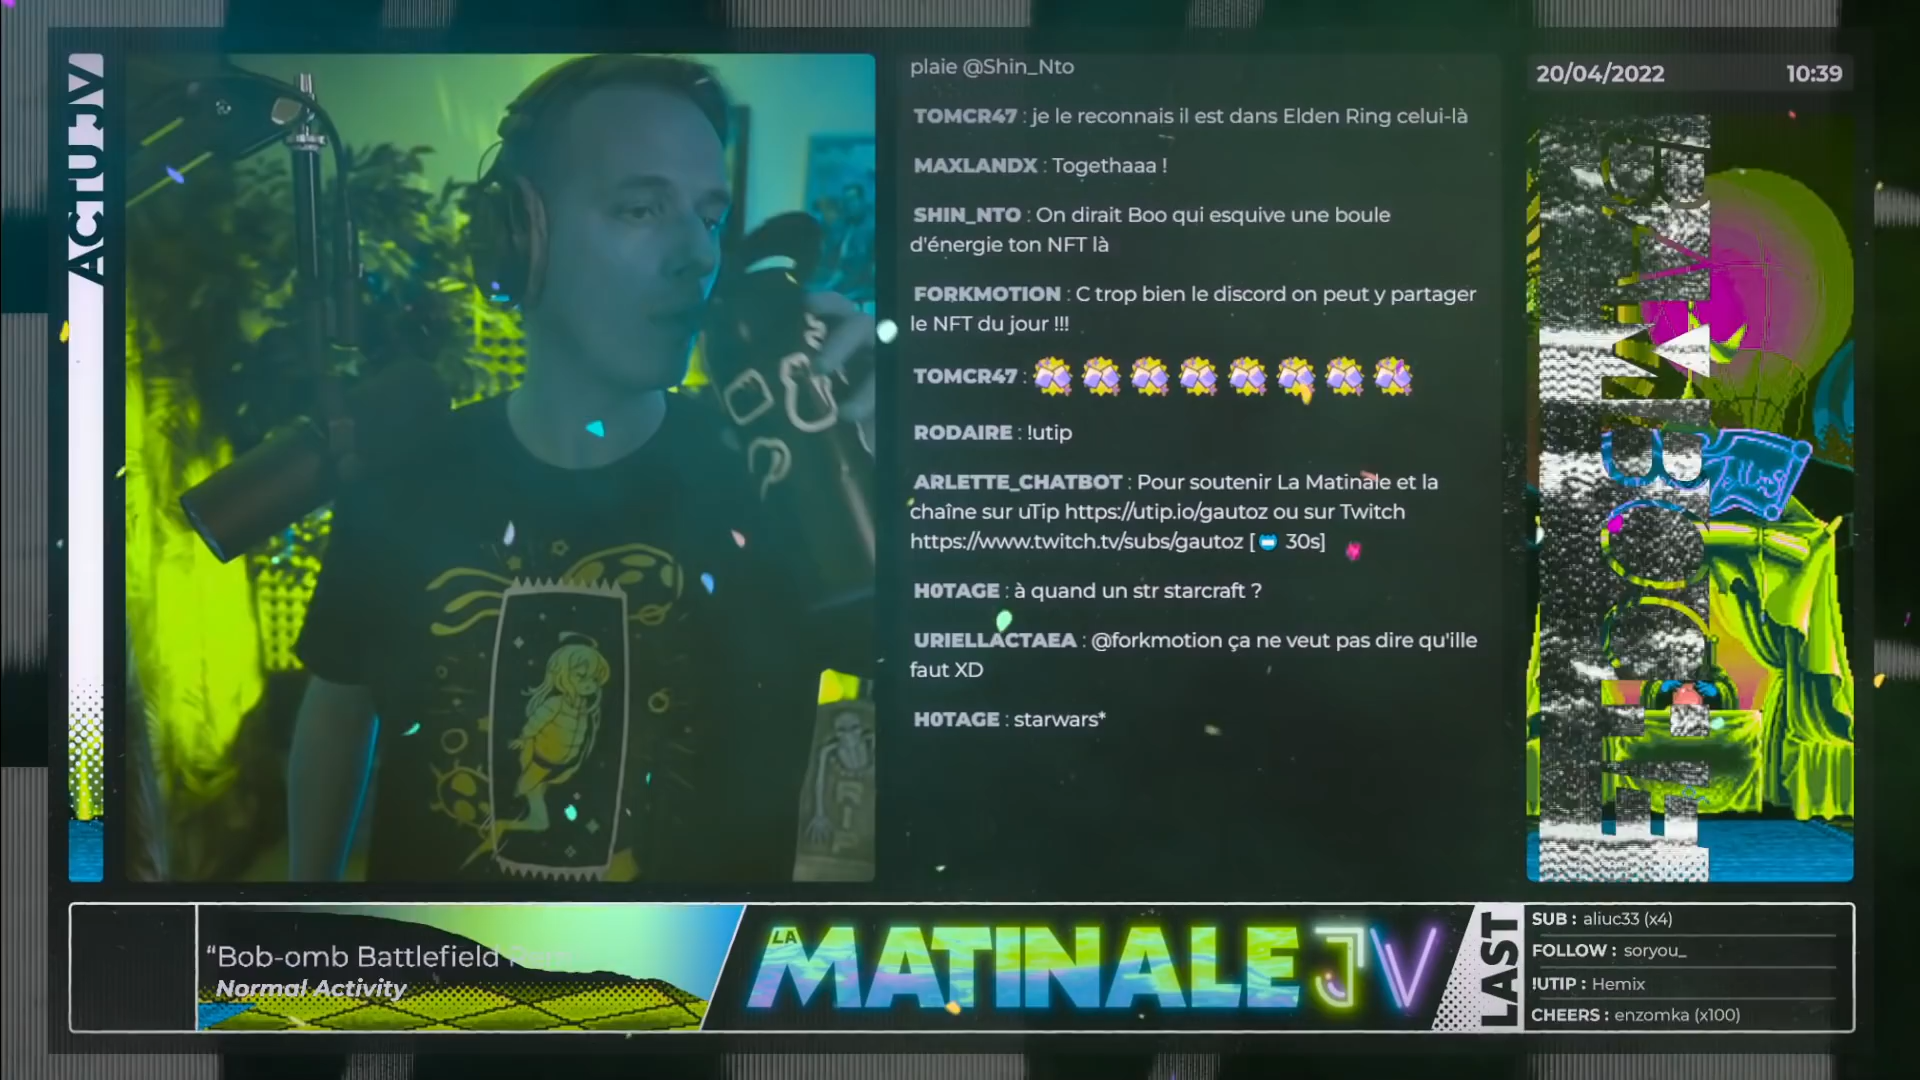 ACTU JV
plaie @Shin_Nto
TOMCR47 : je le reconnais il est dans Elden Ring celui-là
MAXLANDX : Togethaaa !
SHIN_NTO : On dirait Boo qui esquive une boule
d'énergie ton NFT là
FORKMOTION : C trop bien le discord on peut y partager
le NFT du jour !!!
TOMCR47 :
RODAIRE : !utip
ARLETTE_CHATBOT : Pour soutenir La Matinale et la
chaîne sur uTip https://utip.io/gautoz ou sur Twitch
https://www.twitch.tv/subs/gautoz [ 30s]
H0TAGE : à quand un str starcraft ?
URIELLACTAEA : @forkmotion ça ne veut pas dire qu'ille
faut XD
H0TAGE : starwars*
20/04/2022 10:39
RIP
“Bob-omb Battlefield
Normal Activity
LA MATINALE JV
LAST
SUB : aliuc33 (x4)
FOLLOW : soryou_
!UTIP : Hemix
CHEERS : enzomka (x100)